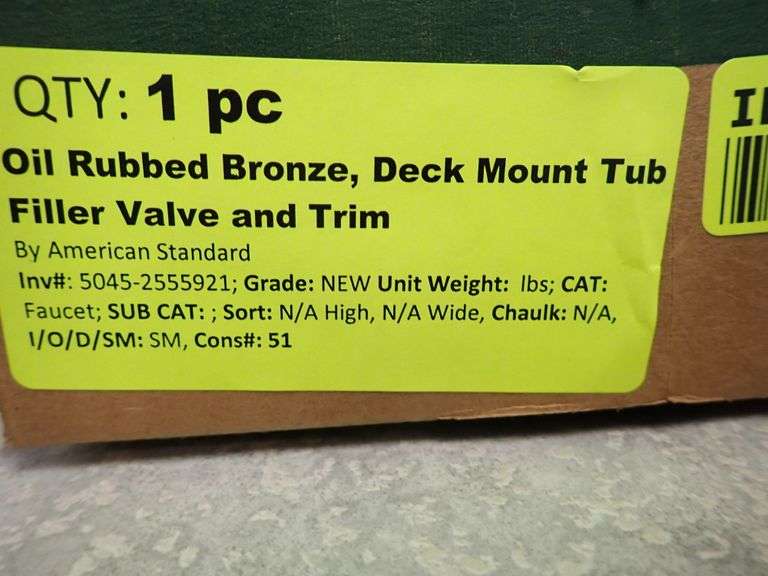 QTY: 1 pc
Oil Rubbed Bronze, Deck Mount Tub
Filler Valve and Trim
By American Standard
Inv#: 5045-2555921; Grade: NEW Unit Weight: lbs; CAT:
Faucet; SUB CAT: ; Sort: N/A High, N/A Wide, Chaulk: N/A,
I/O/D/SM: SM, Cons#: 51